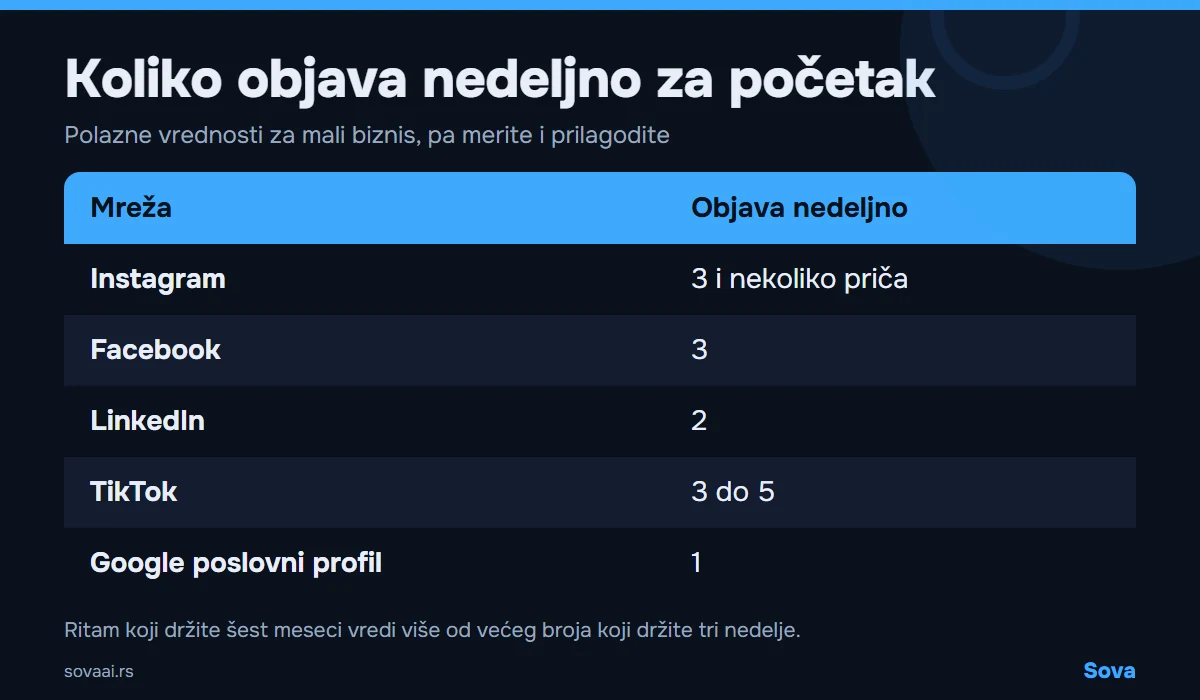 Koliko objava nedeljno za početak
Polazne vrednosti za mali biznis, pa merite i prilagodite
Mreža Objava nedeljno
Instagram 3 i nekoliko priča
Facebook 3
LinkedIn 2
TikTok 3 do 5
Google poslovni profil 1
Ritam koji držite šest meseci vredi više od većeg broja koji držite tri nedelje.
sovaai.rs Sova